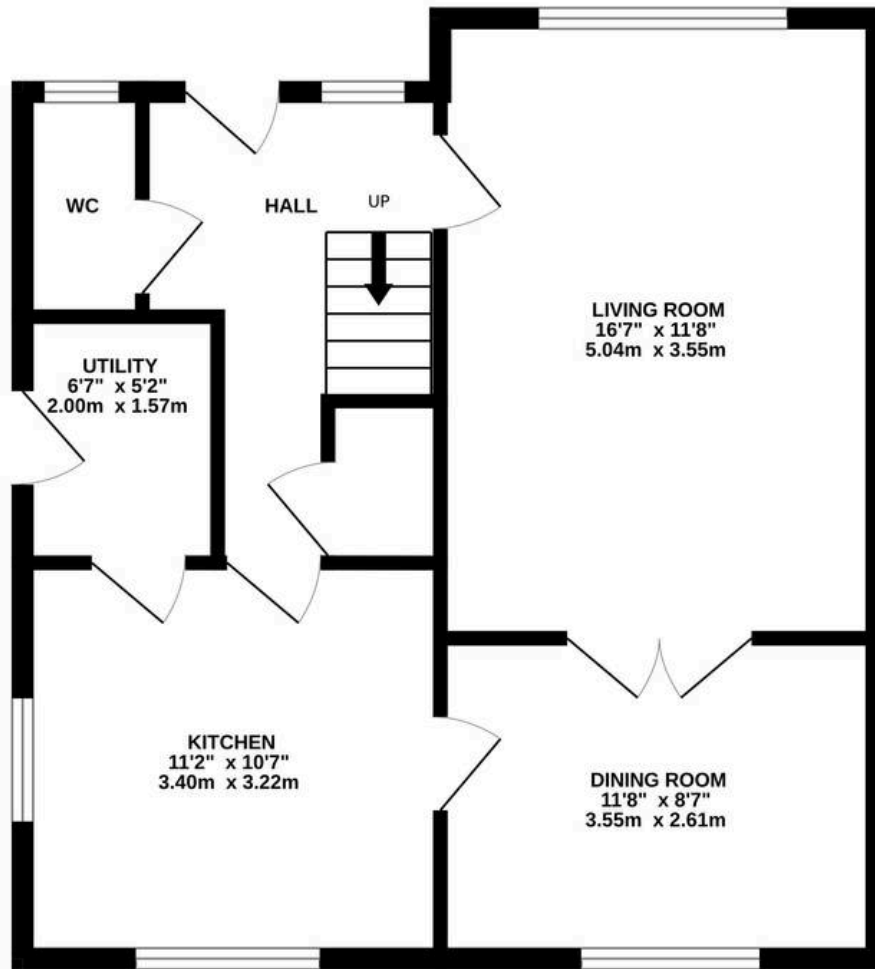 WC
HALL
UP
LIVING ROOM
16'7" x 11'8"
5.04m x 3.55m
UTILITY
6'7" x 5'2"
2.00m x 1.57m
KITCHEN
11'2" x 10'7"
3.40m x 3.22m
DINING ROOM
11'8" x 8'7"
3.55m x 2.61m